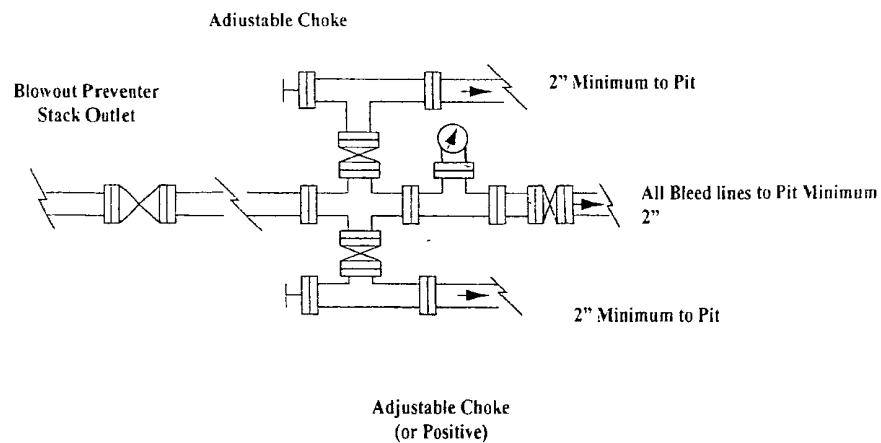 Adjustable Choke
2” Minimum to Pit
Blowout Preventer
Stack Outlet
All Bleed lines to Pit Minimum
2”
2” Minimum to Pit
Adjustable Choke
(or Positive)